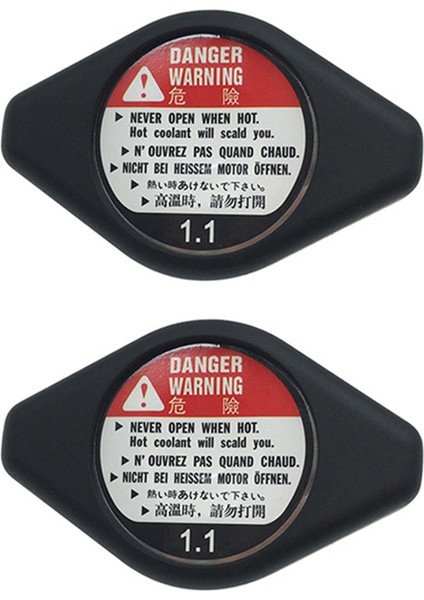 DANGER
WARNING
危 險
▶ NEVER OPEN WHEN HOT.
Hot coolant will scald you.
▶ N'OUVREZ PAS QUAND CHAUD.
▶ NICHT BEI HEISSEM MOTOR ÖFFNEN.
▶ 熱い時あけないで下さい。
▶ 高溫時，請勿打開
1.1
DANGER
WARNING
危 險
▶ NEVER OPEN WHEN HOT.
Hot coolant will scald you.
▶ N'OUVREZ PAS QUAND CHAUD.
▶ NICHT BEI HEISSEM MOTOR ÖFFNEN.
▶ 熱い時あけないで下さい。
▶ 高溫時，請勿打開
1.1